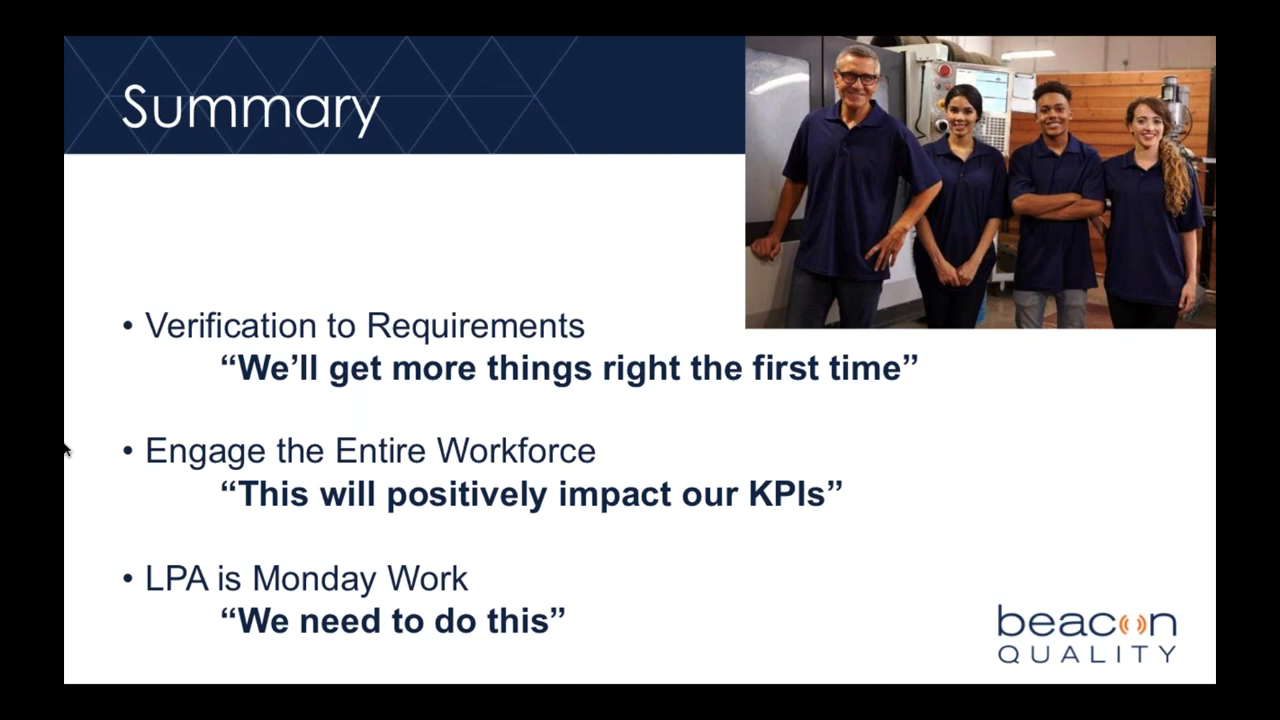 Summary
• Verification to Requirements
“We’ll get more things right the first time”
• Engage the Entire Workforce
“This will positively impact our KPIs”
• LPA is Monday Work
“We need to do this”
beacon
QUALITY